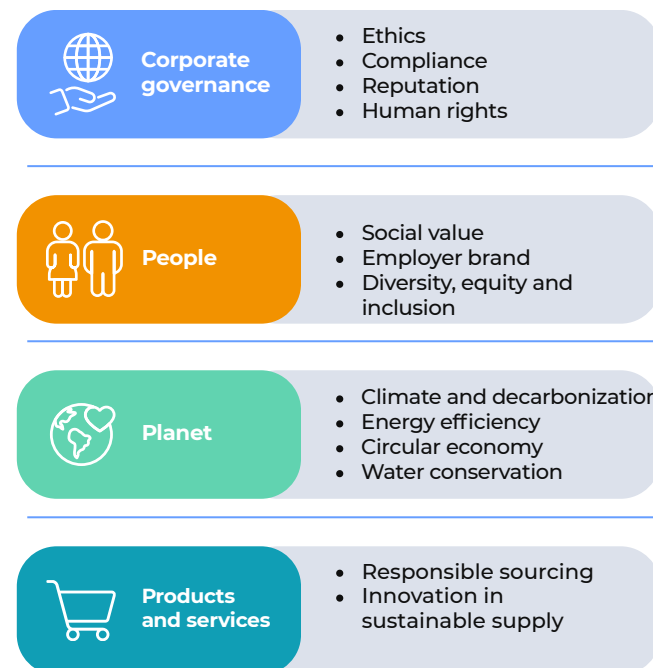 Corporate
governance
• Ethics
• Compliance
• Reputation
• Human rights
People
• Social value
• Employer brand
• Diversity, equity and
inclusion
Planet
• Climate and decarbonization
• Energy efficiency
• Circular economy
• Water conservation
Products
and services
• Responsible sourcing
• Innovation in
sustainable supply